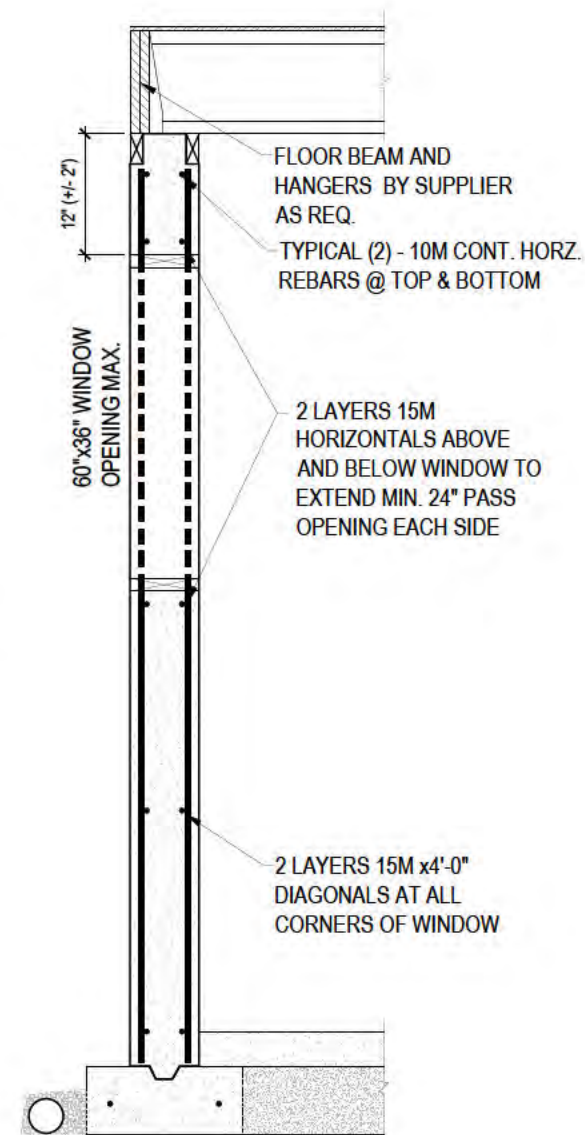 FLOOR BEAM AND
HANGERS BY SUPPLIER
AS REQ.
12" (+/- 2")
TYPICAL (2) - 10M CONT. HORZ.
REBARS @ TOP & BOTTOM
60"x36" WINDOW
OPENING MAX.
2 LAYERS 15M
HORIZONTALS ABOVE
AND BELOW WINDOW TO
EXTEND MIN. 24" PASS
OPENING EACH SIDE
2 LAYERS 15M x4'-0"
DIAGONALS AT ALL
CORNERS OF WINDOW